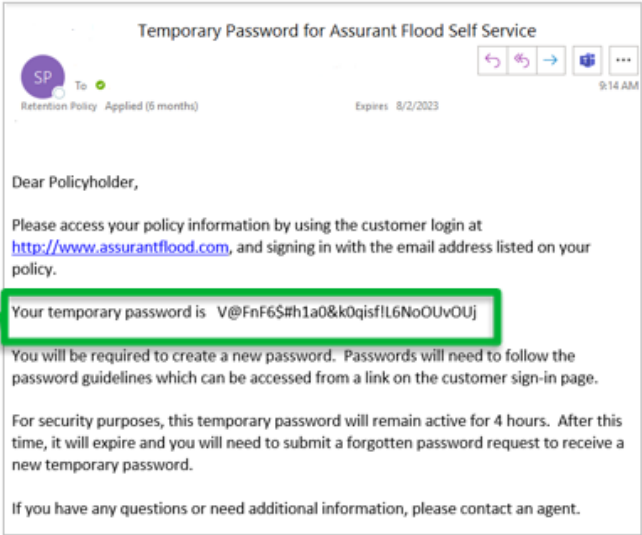 Temporary Password for Assurant Flood Self Service
SP
To
Retention Policy Applied (6 months)
Expires 8/2/2023
9:14 AM
Dear Policyholder,
Please access your policy information by using the customer login at
http://www.assurantflood.com, and signing in with the email address listed on your
policy.
Your temporary password is V@FnF6$#h1a0&k0qisf!L6NoOUvOUj
You will be required to create a new password. Passwords will need to follow the
password guidelines which can be accessed from a link on the customer sign-in page.
For security purposes, this temporary password will remain active for 4 hours. After this
time, it will expire and you will need to submit a forgotten password request to receive a
new temporary password.
If you have any questions or need additional information, please contact an agent.